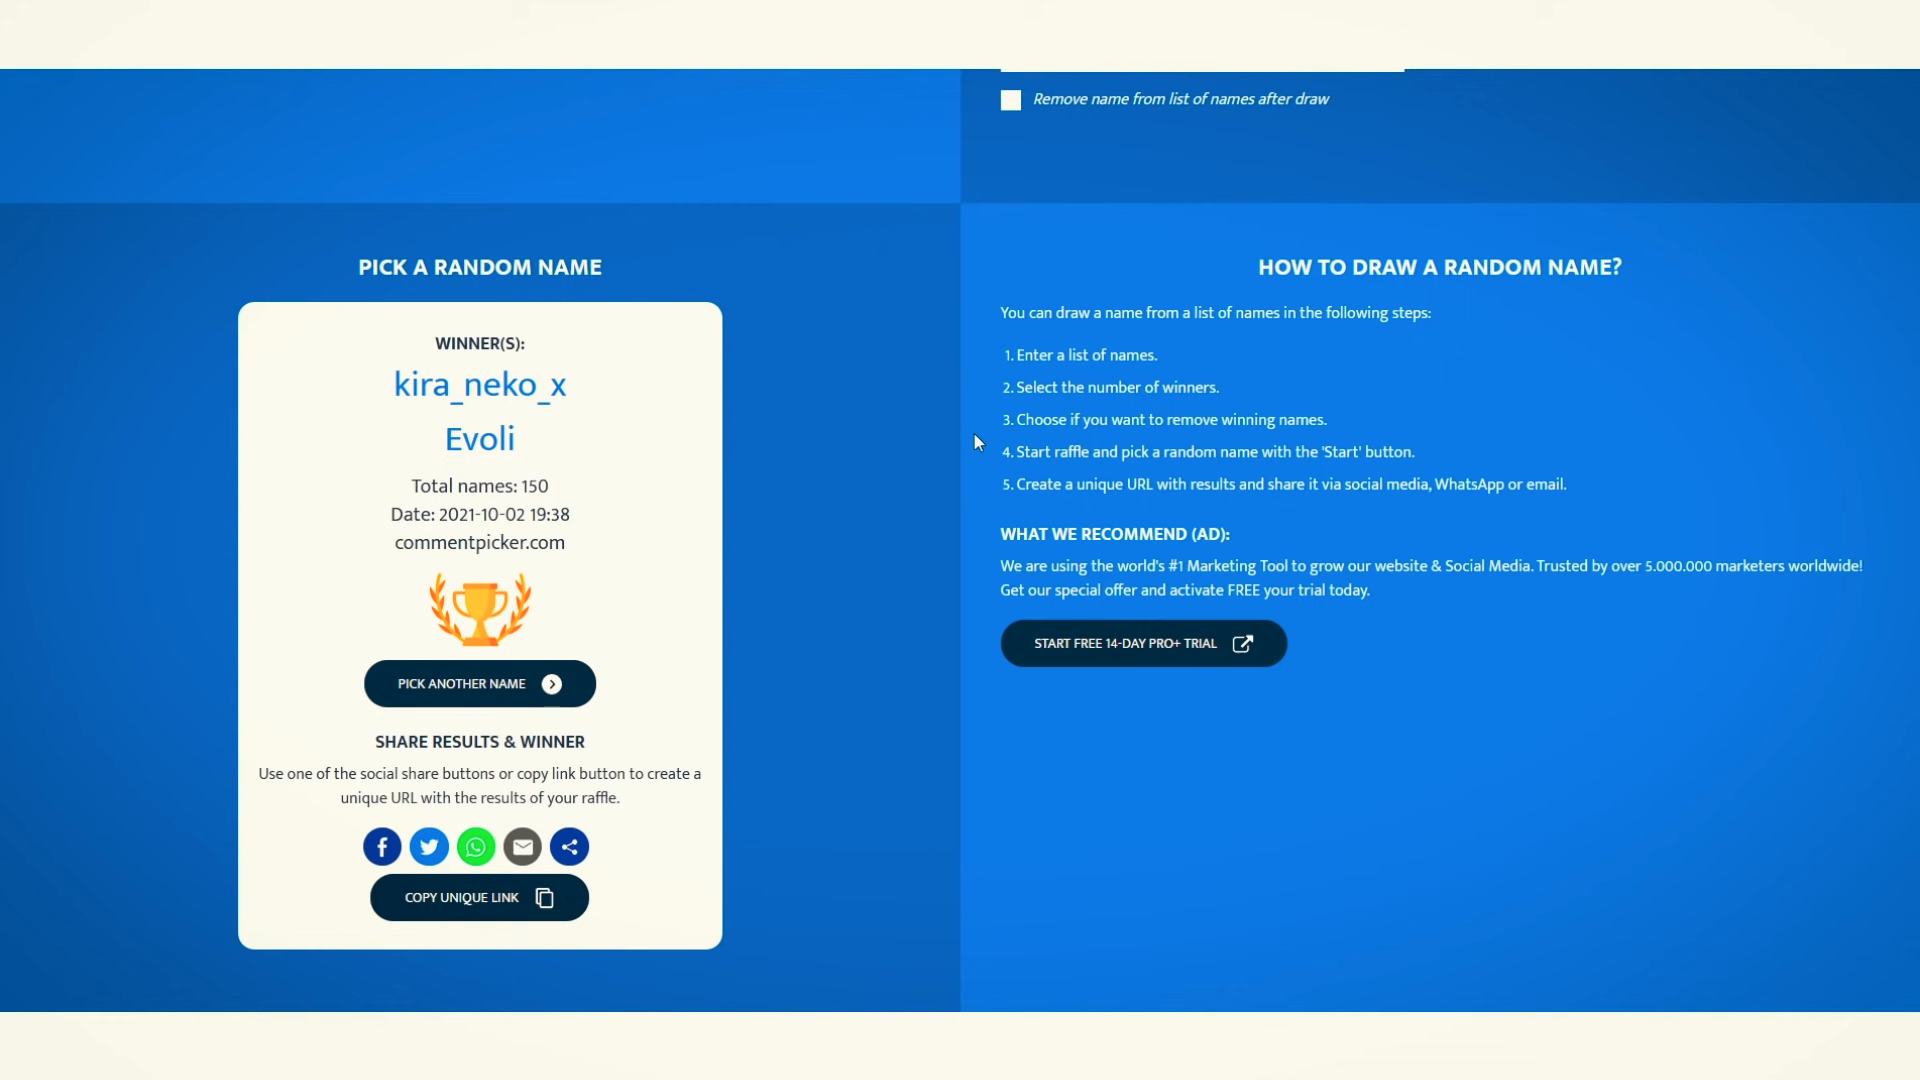 Remove name from list of names after draw
PICK A RANDOM NAME
WINNER(S):
kira_neko_x
Evoli
Total names: 150
Date: 2021-10-02 19:38
commentpicker.com
PICK ANOTHER NAME
SHARE RESULTS & WINNER
Use one of the social share buttons or copy link button to create a
unique URL with the results of your raffle.
COPY UNIQUE LINK
HOW TO DRAW A RANDOM NAME?
You can draw a name from a list of names in the following steps:
1. Enter a list of names.
2. Select the number of winners.
3. Choose if you want to remove winning names.
4. Start raffle and pick a random name with the 'Start' button.
5. Create a unique URL with results and share it via social media, WhatsApp or email.
WHAT WE RECOMMEND (AD):
We are using the world's #1 Marketing Tool to grow our website & Social Media. Trusted by over 5.000.000 marketers worldwide!
Get our special offer and activate FREE your trial today.
START FREE 14-DAY PRO+ TRIAL